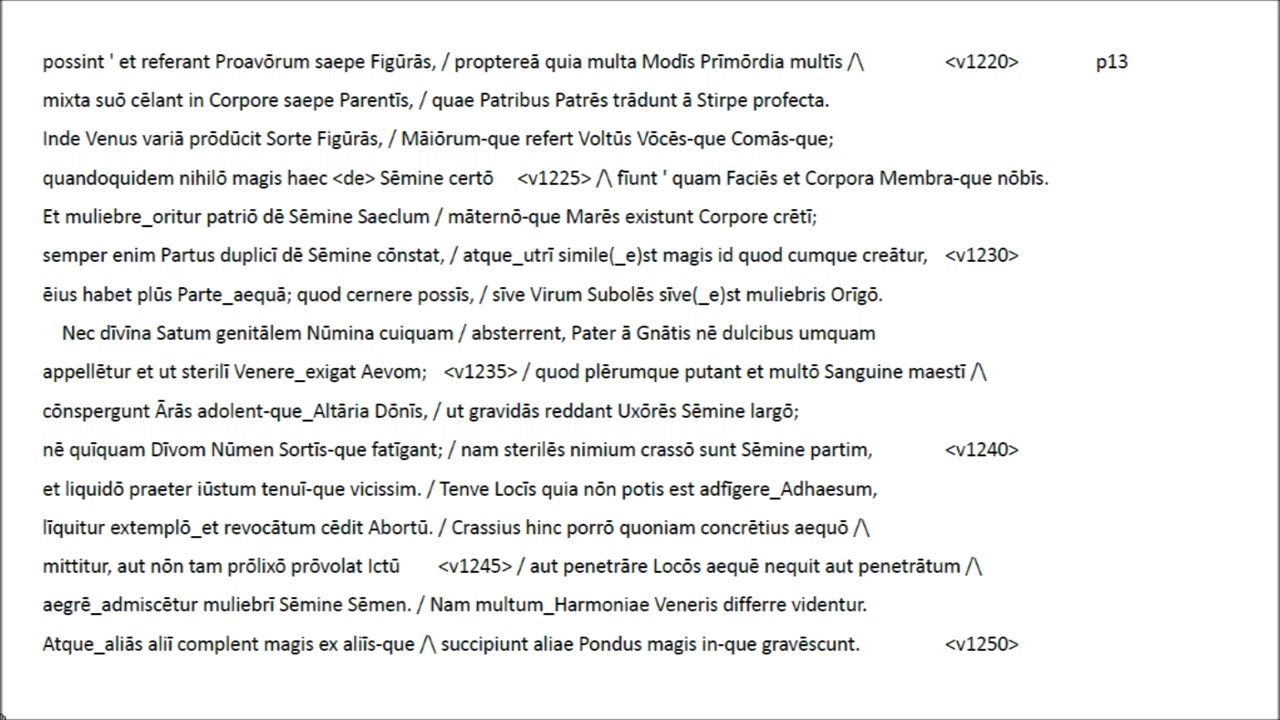 possint ' et referant Proavōrum saepe Figūrās, / proptereā quia multa Modīs Prīmōrdia multīs /\ <v1220> p13
mixta suō cēlant in Corpore saepe Parentīs, / quae Patribus Patrēs trādunt ā Stirpe profecta.
Inde Venus variā prōdūcit Sorte Figūrās, / Māiōrum-que refert Voltūs Vōcēs-que Comās-que;
quandoquidem nihilō magis haec <de> Sēmine certō <v1225> /\ fīunt ' quam Faciēs et Corpora Membra-que nōbīs.
Et muliebre_oritur patriō dē Sēmine Saeclum / māternō-que Marēs existunt Corpore crētī;
semper enim Partus duplicī dē Sēmine cōnstat, / atque_utrī simile(_e)st magis id quod cumque creātur, <v1230>
ēius habet plūs Parte_aequā; quod cernere possīs, / sīve Virum Subolēs sīve(_e)st muliebris Orīgō.
Nec dīvīna Satum genitālem Nūmina cuiquam / absterrent, Pater ā Gnātis nē dulcibus umquam
appellētur et ut sterilī Venere_exigat Aevom; <v1235> / quod plērumque putant et multō Sanguine maestī /\
cōnspergunt Ārās adolent-que_Altāria Dōnīs, / ut gravidās reddant Uxōrēs Sēmine largō;
nē quīquam Dīvom Nūmen Sortīs-que fatīgant; / nam sterilēs nimium crassō sunt Sēmine partim, <v1240>
et liquidō praeter iūstum tenuī-que vicissim. / Tenve Locīs quia nōn potis est adfīgere_Adhaesum,
līquitur extemplō_et revocātum cēdit Abortū. / Crassius hinc porrō quoniam concrētius aequō /\
mittitur, aut nōn tam prōlixō prōvolat Ictū <v1245> / aut penetrāre Locōs aequē nequit aut penetrātum /\
aegrē_admiscētur muliebrī Sēmine Sēmen. / Nam multum_Harmoniae Veneris differre videntur.
Atque_aliās aliī complent magis ex aliīs-que /\ succipiunt aliae Pondus magis in-que gravēscunt. <v1250>